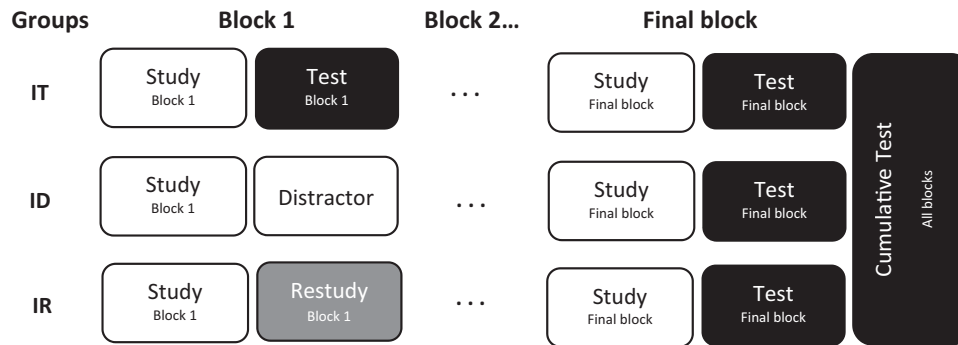 Groups Block 1 Block 2... Final block
IT
Study
Block 1
Test
Block 1
...
Study
Final block
Test
Final block
ID
Study
Block 1
Distractor
...
Study
Final block
Test
Final block
IR
Study
Block 1
Restudy
Block 1
...
Study
Final block
Test
Final block
Cumulative Test
All blocks